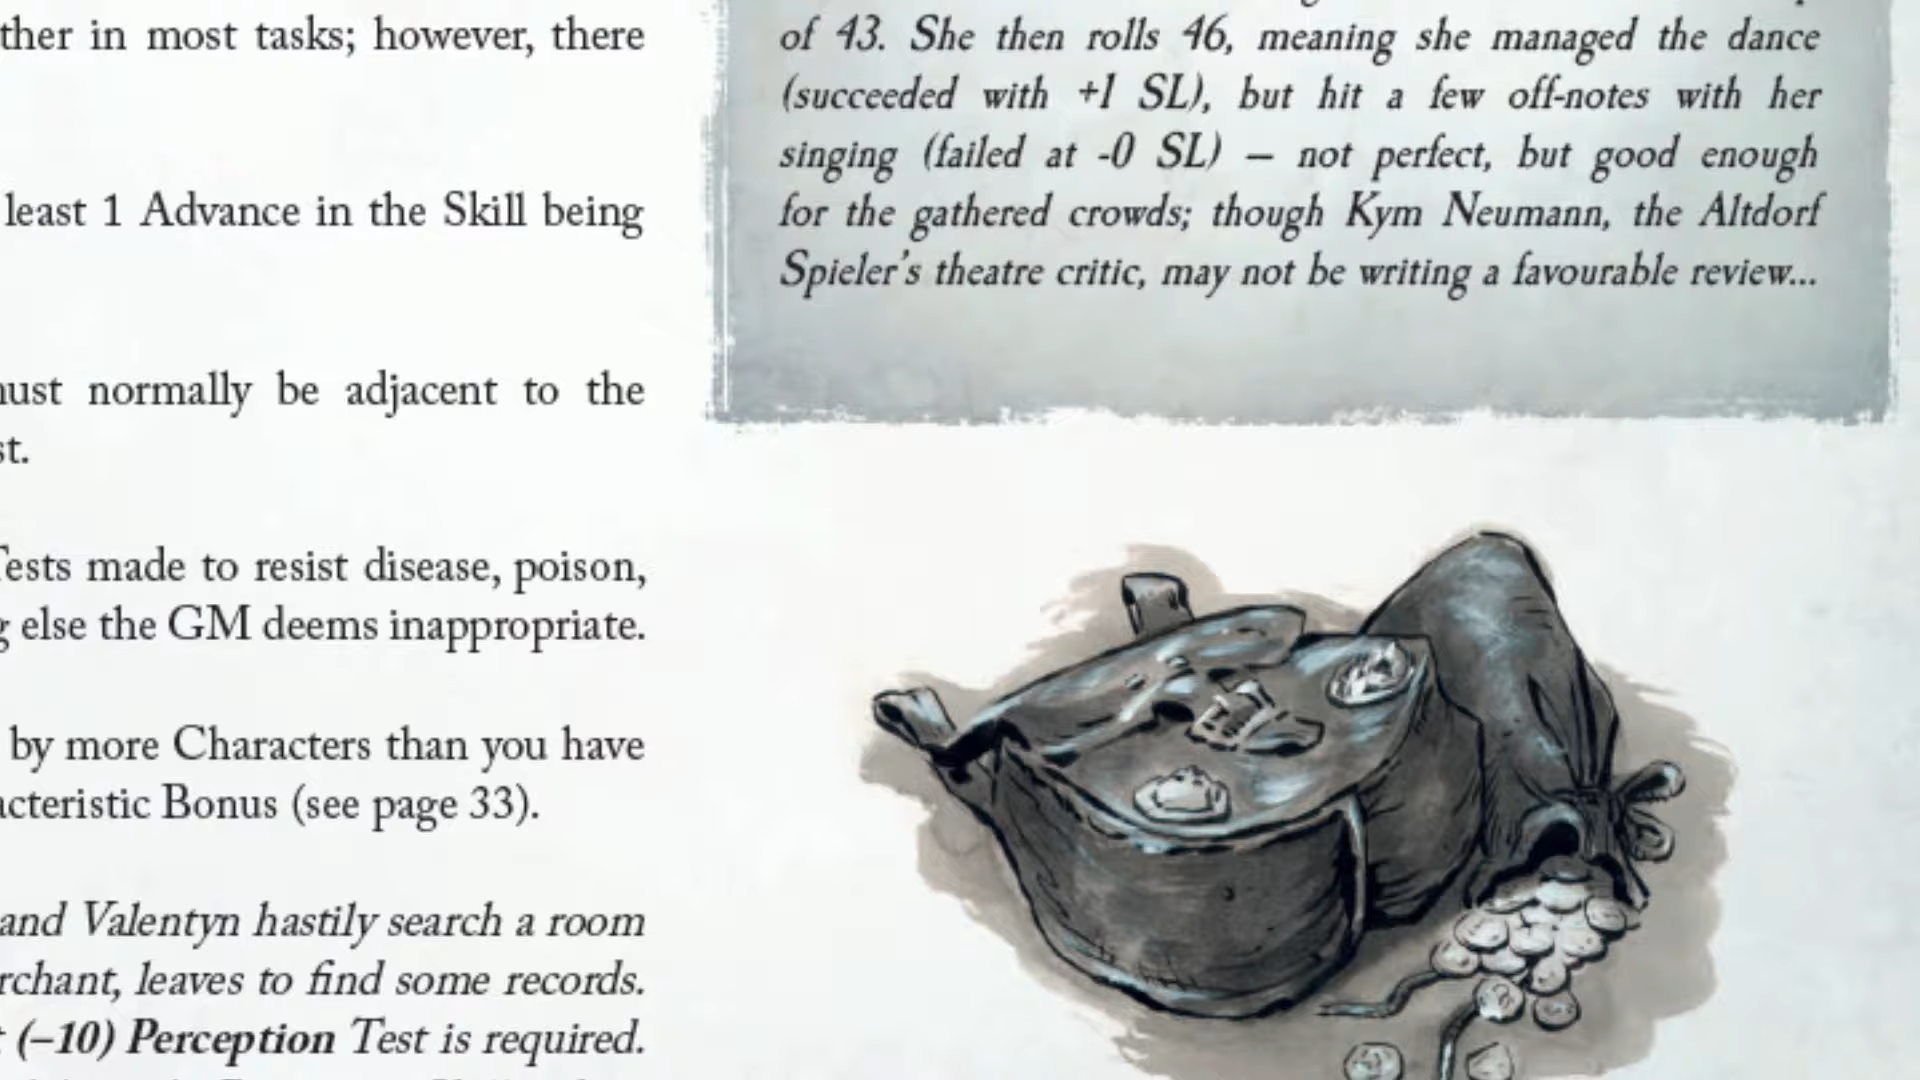 ther in most tasks; however, there
least 1 Advance in the Skill being
must normally be adjacent to the
st.
Tests made to resist disease, poison,
g else the GM deems inappropriate.
by more Characters than you have
acteristic Bonus (see page 33).
and Valentyn hastily search a room
rchant, leaves to find some records.
(–10) Perception Test is required.
of 43. She then rolls 46, meaning she managed the dance
(succeeded with +1 SL), but hit a few off-notes with her
singing (failed at -0 SL) – not perfect, but good enough
for the gathered crowds; though Kym Neumann, the Altdorf
Spieler's theatre critic, may not be writing a favourable review...